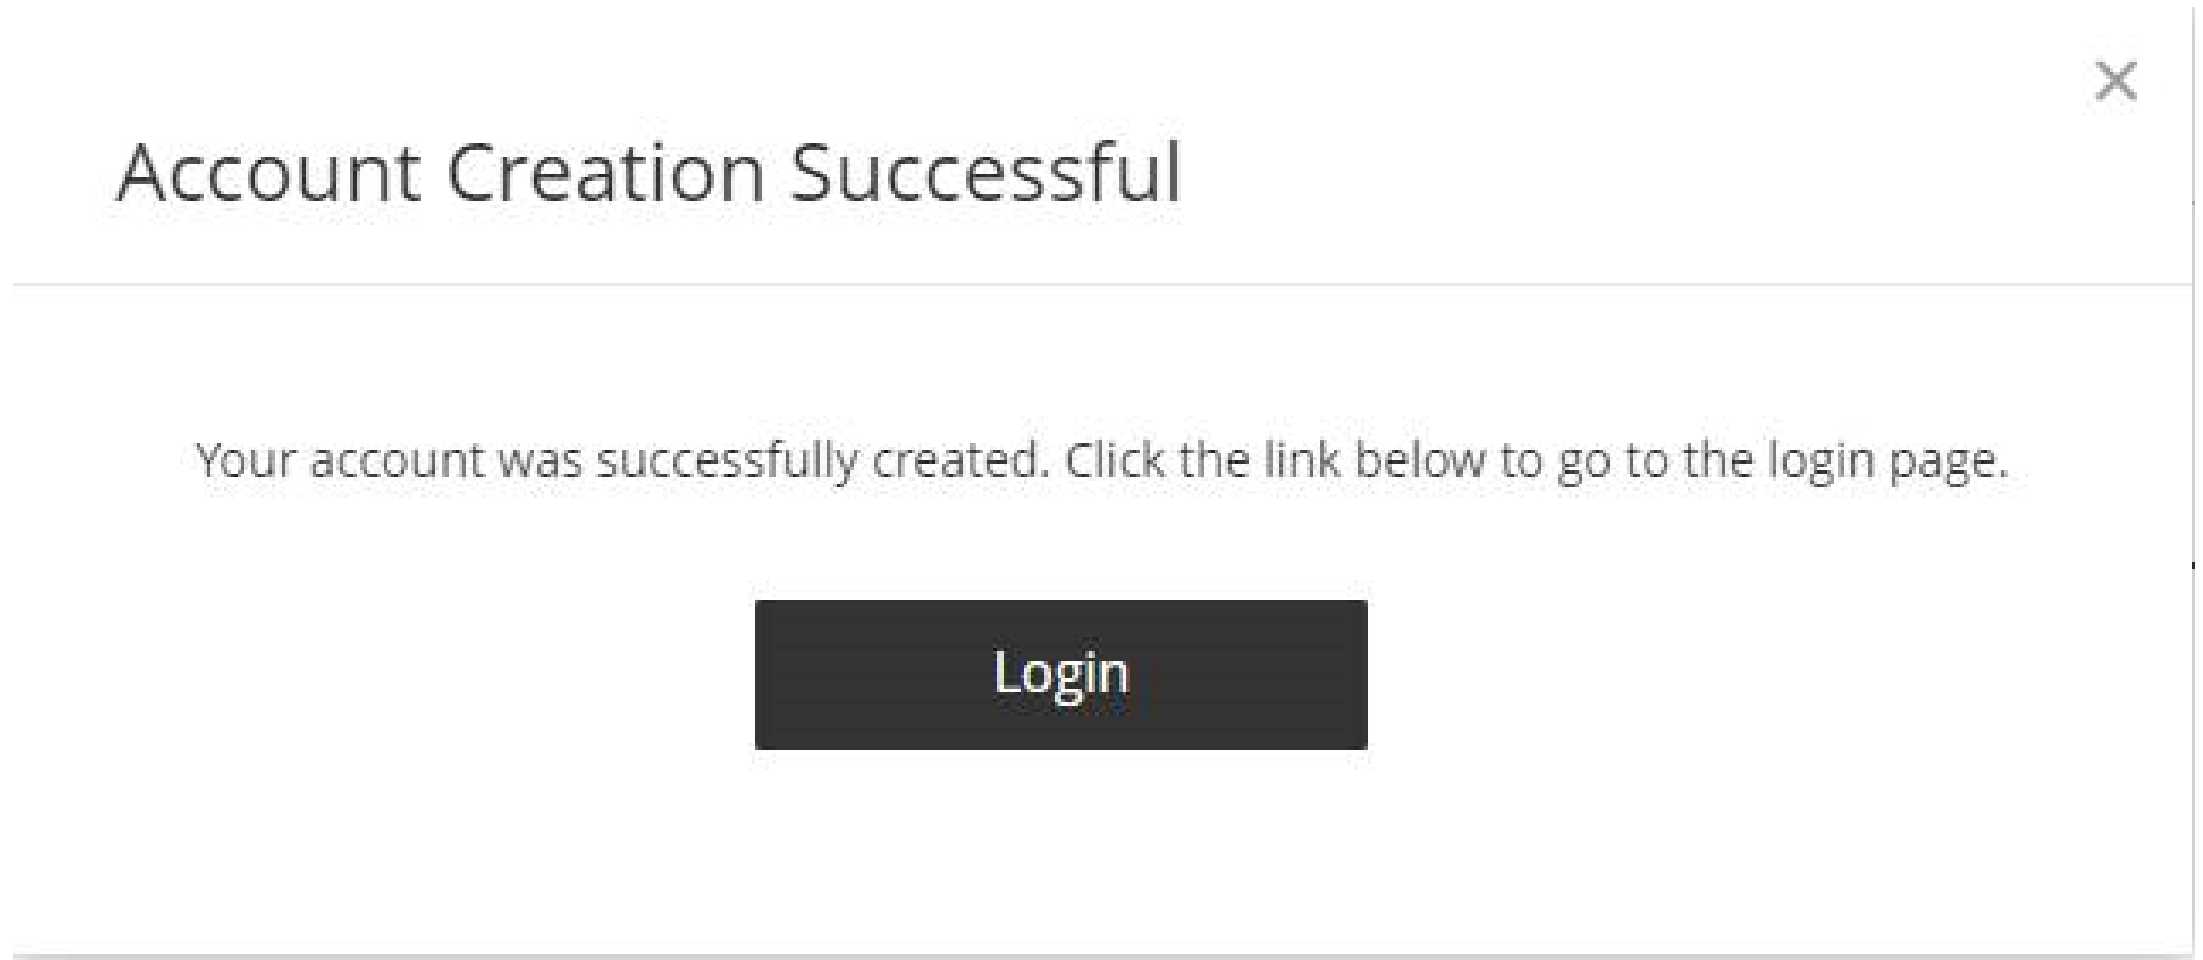 Account Creation Successful
Your account was successfully created. Click the link below to go to the login page.
Login